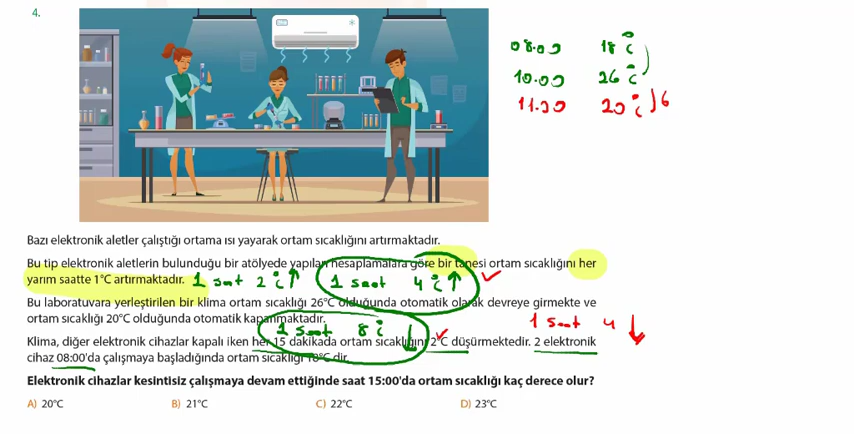 4.
08.00 18°C
10.00 26°C
11.30 20°C 6
Bazı elektronik aletler çalıştığı ortama ısı yayarak ortam sıcaklığını artırmaktadır.
Bu tip elektronik aletlerin bulunduğu bir atölyede yapılan hesaplamalara göre bir tanesi ortam sıcaklığını her
yarım saatte 1°C artırmaktadır. 1 saat 2°C 1 saat 4°C
Bu laboratuvara yerleştirilen bir klima ortam sıcaklığı 26°C olduğunda otomatik olarak devreye girmekte ve
ortam sıcaklığı 20°C olduğunda otomatik kapanmaktadır.
1 saat 8°C 1 saat 4
Klima, diğer elektronik cihazlar kapalı iken her 15 dakikada ortam sıcaklığını 2°C düşürmektedir. 2 elektronik
cihaz 08:00'da çalışmaya başladığında ortam sıcaklığı 18°C dir.
Elektronik cihazlar kesintisiz çalışmaya devam ettiğinde saat 15:00'da ortam sıcaklığı kaç derece olur?
A) 20°C B) 21°C C) 22°C D) 23°C